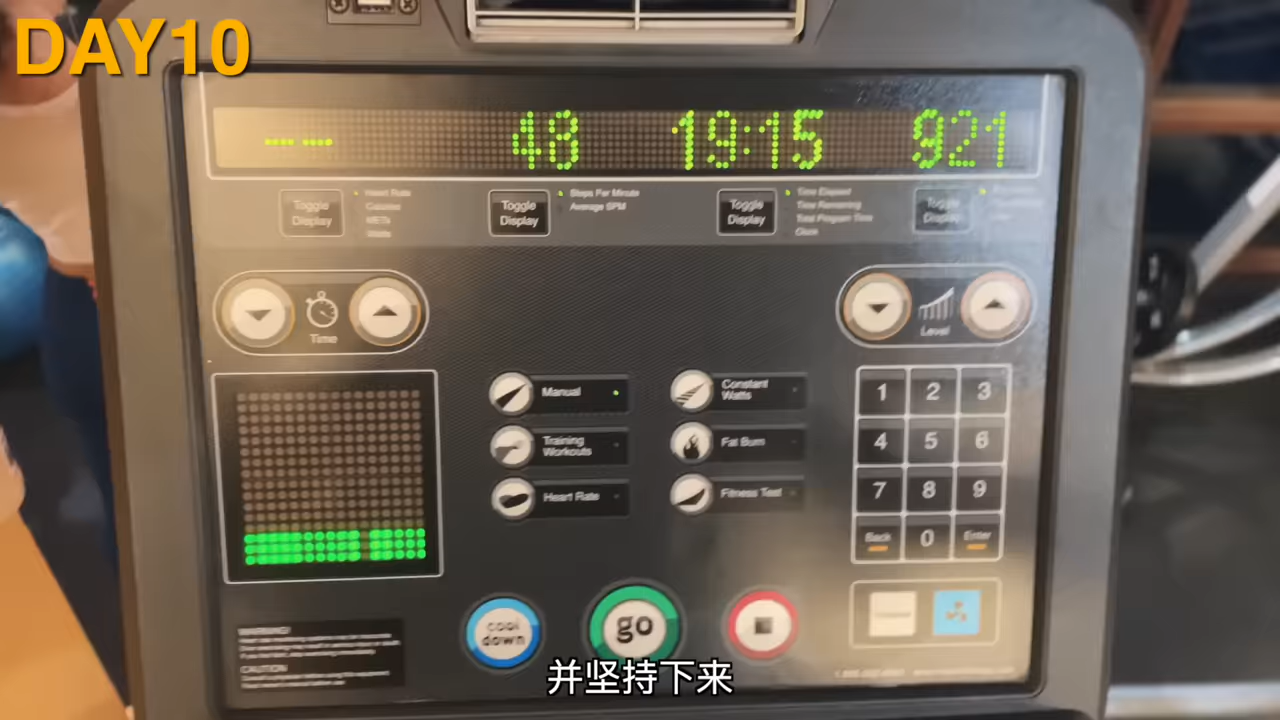 DAY10
-- -- 48 19:15 921
Toggle Display
Heart Rate
Calories
METs
Watts
Toggle Display
Steps Per Minute
Average SPM
Toggle Display
Time Elapsed
Time Remaining
Total Program Time
Clock
Toggle Display
Time
Level
Manual
Constant Watts
Training Workouts
Fat Burn
Heart Rate
Fitness Test
1 2 3
4 5 6
7 8 9
Back 0 Enter
cool down
go
WARNING!
CAUTION
并坚持下来